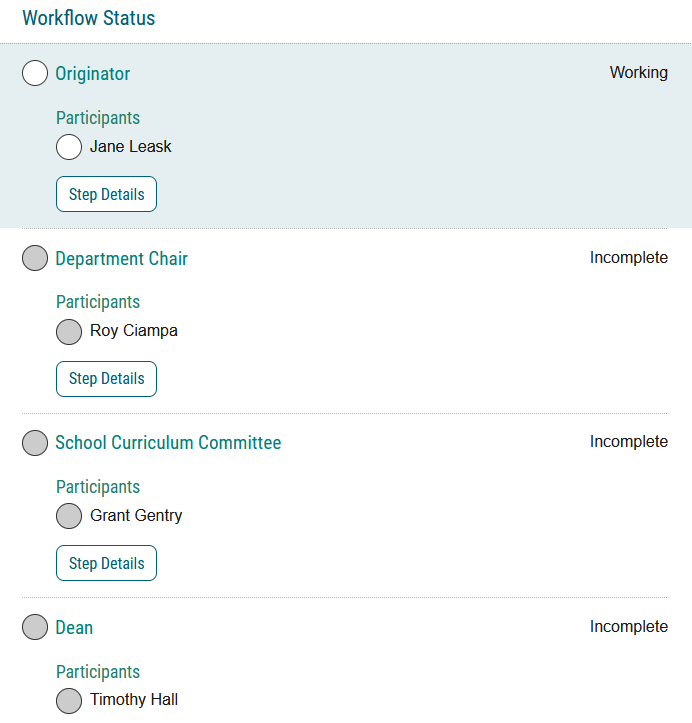 Workflow Status
Originator Working
Participants
Jane Leask
Step Details
Department Chair Incomplete
Participants
Roy Ciampa
Step Details
School Curriculum Committee Incomplete
Participants
Grant Gentry
Step Details
Dean Incomplete
Participants
Timothy Hall